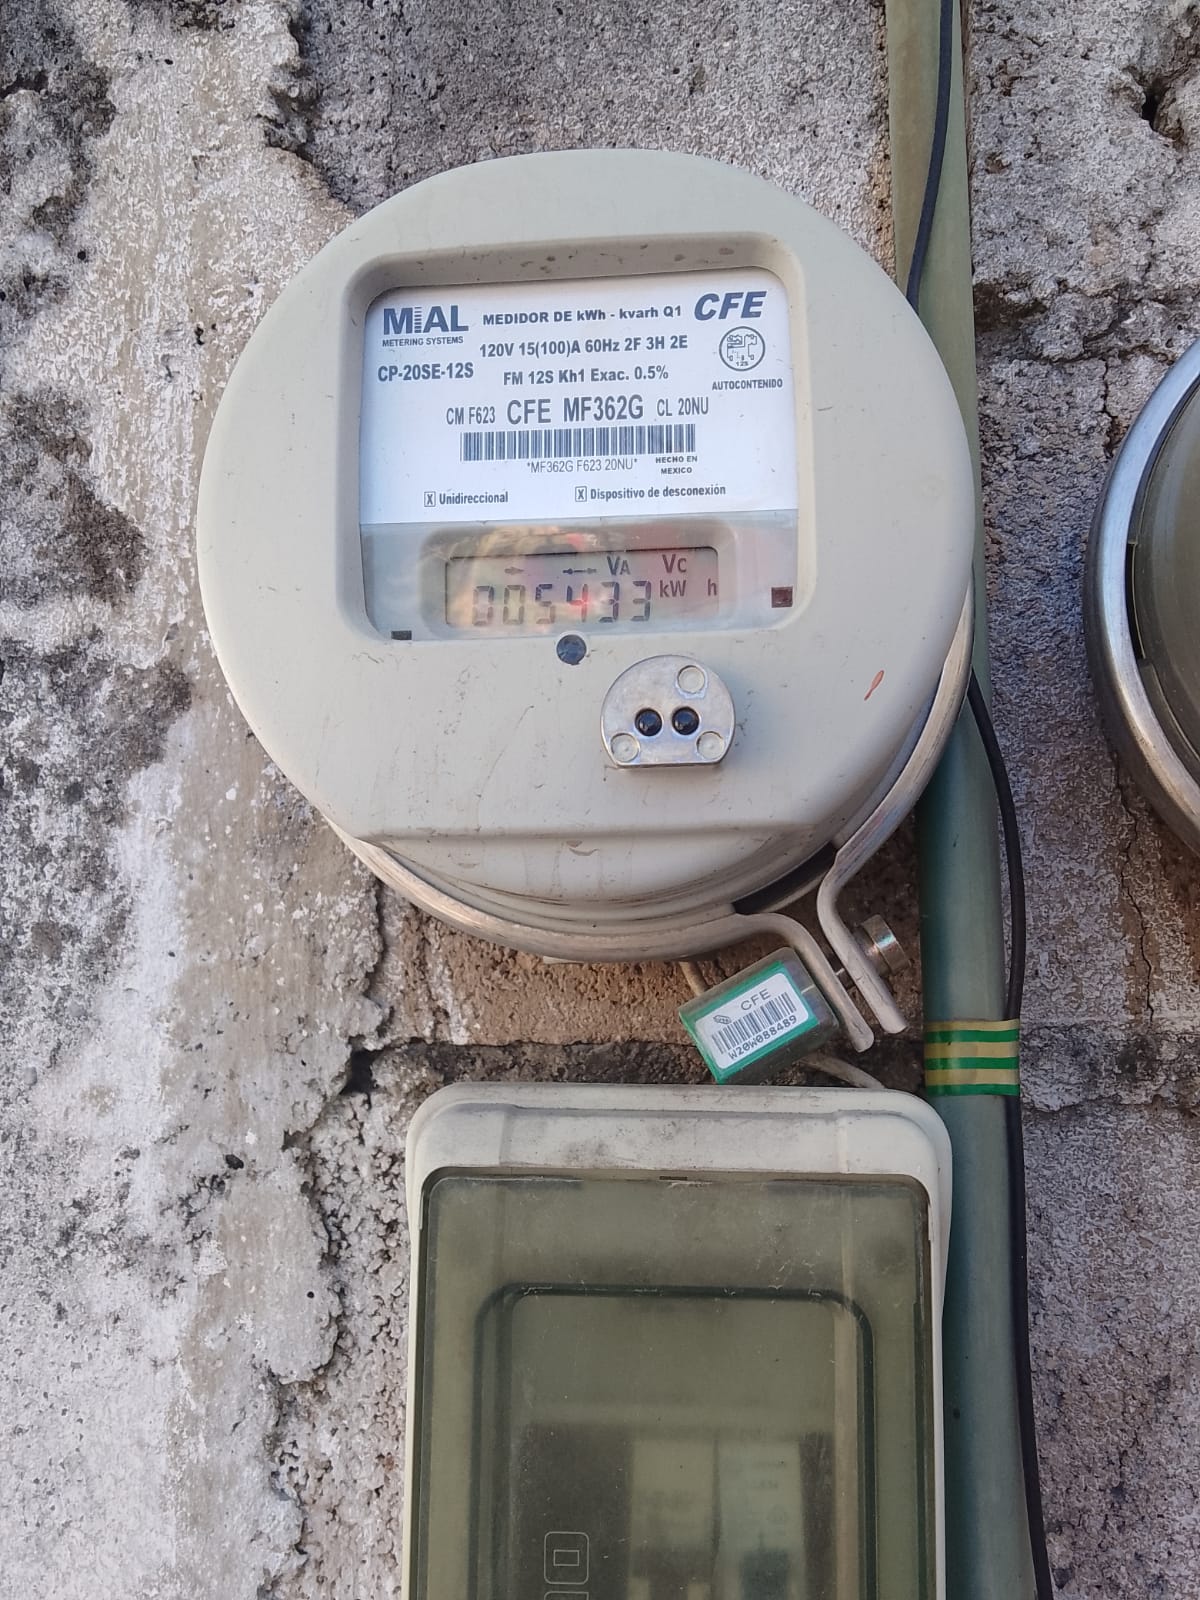 MIAL
METERING SYSTEMS
MEDIDOR DE kWh - kvarh Q1
CFE
120V 15(100)A 60Hz 2F 3H 2E
CP-20SE-12S
FM 12S Kh1 Exac. 0.5%
12S
AUTOCONTENIDO
CM F623 CFE MF362G CL 20NU
*MF362G F623 20NU*
HECHO EN
MEXICO
X Unidireccional
X Dispositivo de desconexión
VA VC
005433 kW h
CFE
W20W088489